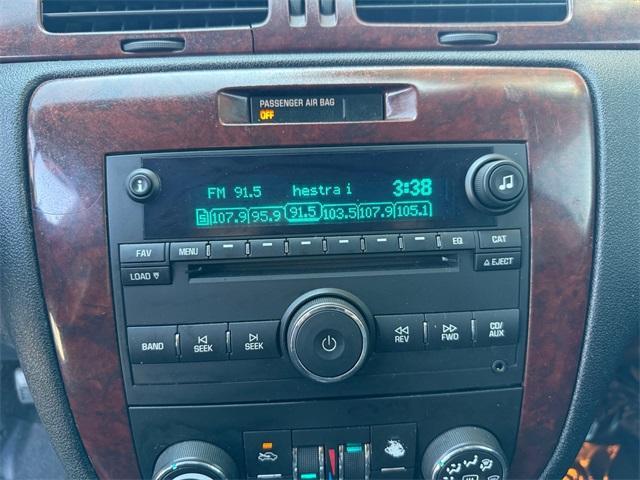 PASSENGER AIR BAG
OFF
FM 91.5 hestra i 3:38
5 107.9 95.9 91.5 103.5 107.9 105.1
FAV MENU EQ CAT
LOAD EJECT
BAND SEEK SEEK REV FWD CD/AUX